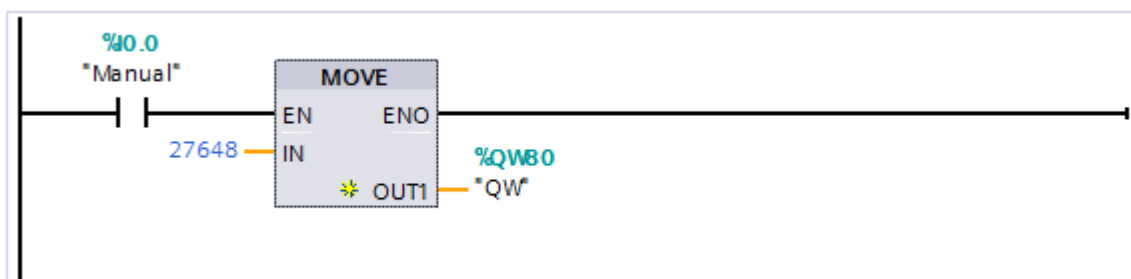 %I0.0
"Manual"
MOVE
EN ENO
27648 IN
%QW80
OUT1 "QW"